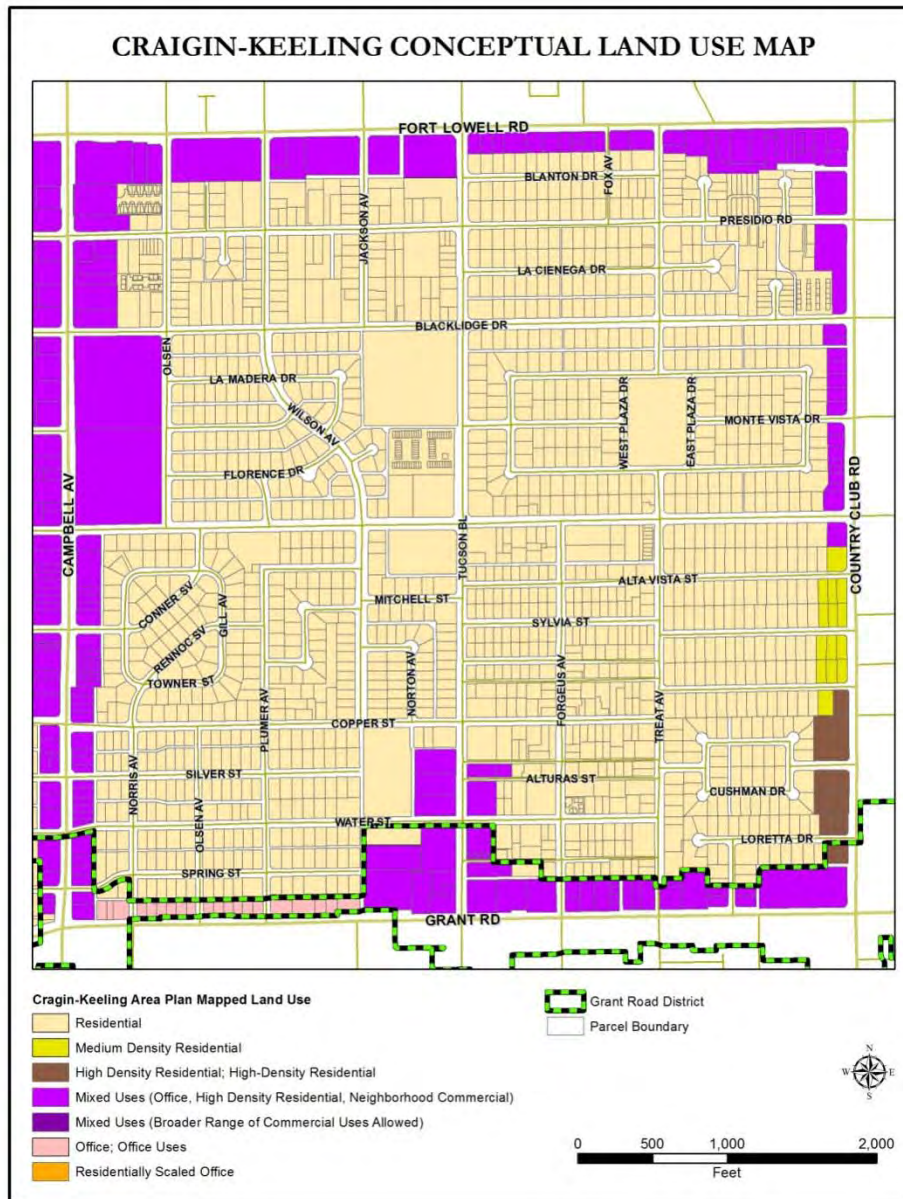 CRAIGIN-KEELING CONCEPTUAL LAND USE MAP
FORT LOWELL RD
BLANTON DR
FOX AV
PRESIDIO RD
JACKSON AV
LA CIENEGA DR
BLACKLIDGE DR
OLSEN
LA MADERA DR
WILSON AV
WEST PLAZA DR
EAST PLAZA DR
MONTE VISTA DR
FLORENCE DR
CAMPBELL AV
TUCSON BL
COUNTRY CLUB RD
ALTA VISTA ST
CONNER SV
GILL AV
MITCHELL ST
RENNOC SV
SYLVIA ST
TOWNER ST
PLUMER AV
NORTON AV
FORGEUS AV
TREAT AV
COPPER ST
NORRIS AV
SILVER ST
ALTURAS ST
OLSEN AV
CUSHMAN DR
WATER ST
LORETTA DR
SPRING ST
GRANT RD
Cragin-Keeling Area Plan Mapped Land Use
Residential
Medium Density Residential
High Density Residential; High-Density Residential
Mixed Uses (Office, High Density Residential, Neighborhood Commercial)
Mixed Uses (Broader Range of Commercial Uses Allowed)
Office; Office Uses
Residentially Scaled Office
Grant Road District
Parcel Boundary
N
W E
S
0 500 1,000 2,000
Feet